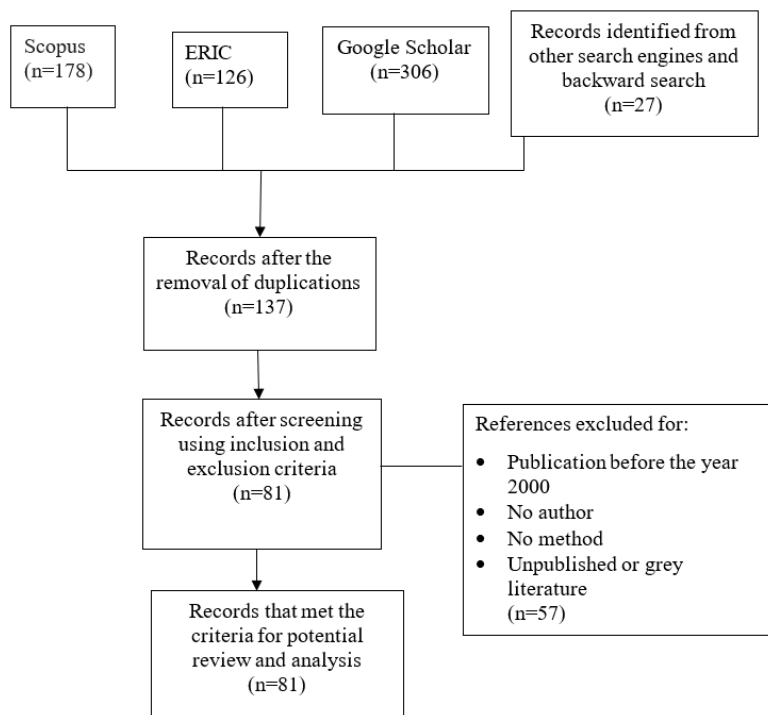 Scopus
(n=178)
ERIC
(n=126)
Google Scholar
(n=306)
Records identified from
other search engines and
backward search
(n=27)
Records after the
removal of duplications
(n=137)
Records after screening
using inclusion and
exclusion criteria
(n=81)
References excluded for:
• Publication before the year
2000
• No author
• No method
• Unpublished or grey
literature
(n=57)
Records that met the
criteria for potential
review and analysis
(n=81)